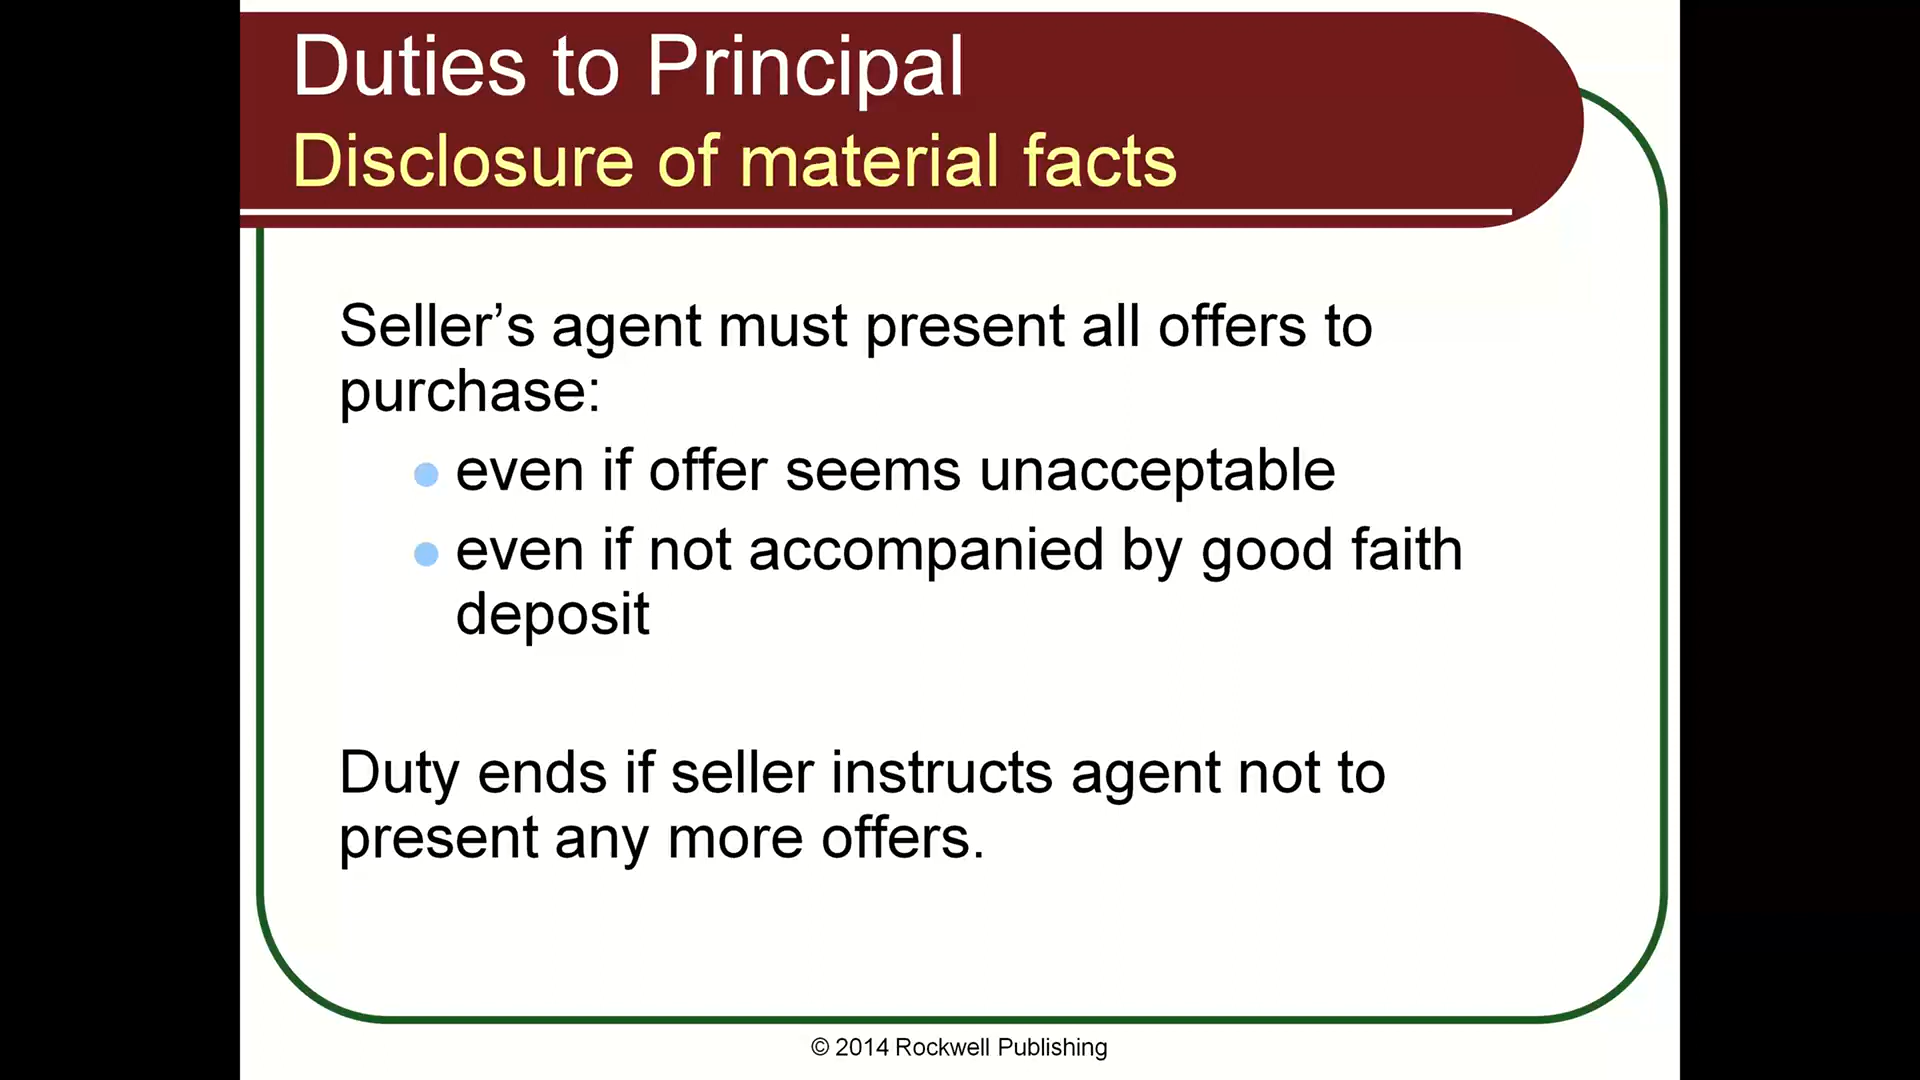 Duties to Principal
Disclosure of material facts
Seller’s agent must present all offers to
purchase:
even if offer seems unacceptable
even if not accompanied by good faith
deposit
Duty ends if seller instructs agent not to
present any more offers.
© 2014 Rockwell Publishing